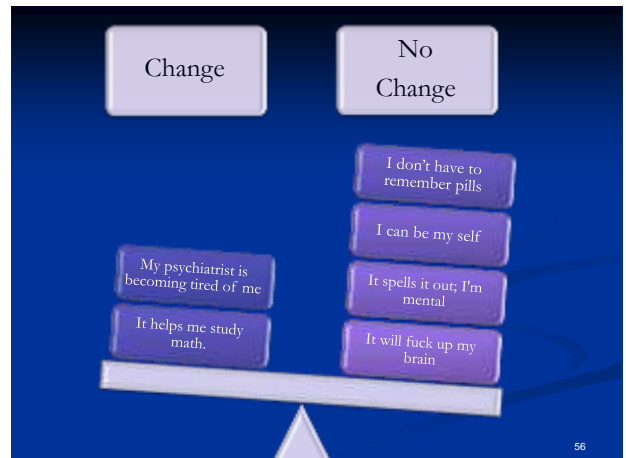 Change
No
Change
I don't have to
remember pills
I can be my self
My psychiatrist is
becoming tired of me
It spells it out; I'm
mental
It helps me study
math.
It will fuck up my
brain
56